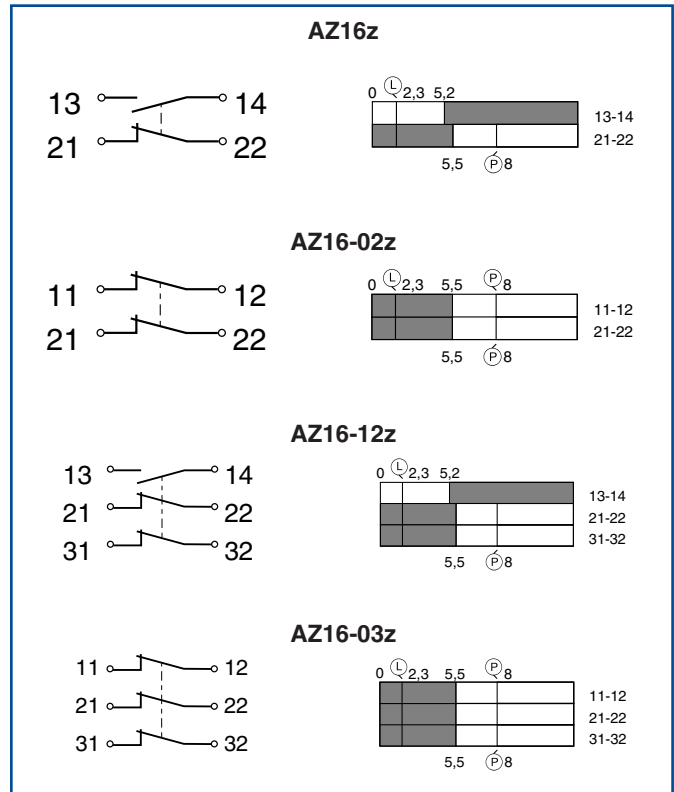 AZ16z
0 L 2,3 5,2
13 14 13-14
21 22 21-22
5,5 P 8
AZ16-02z
0 L 2,3 5,5 P 8
11 12 11-12
21 22 21-22
5,5 P 8
AZ16-12z
0 L 2,3 5,2
13 14 13-14
21 22 21-22
31 32 31-32
5,5 P 8
AZ16-03z
0 L 2,3 5,5 P 8
11 12 11-12
21 22 21-22
31 32 31-32
5,5 P 8